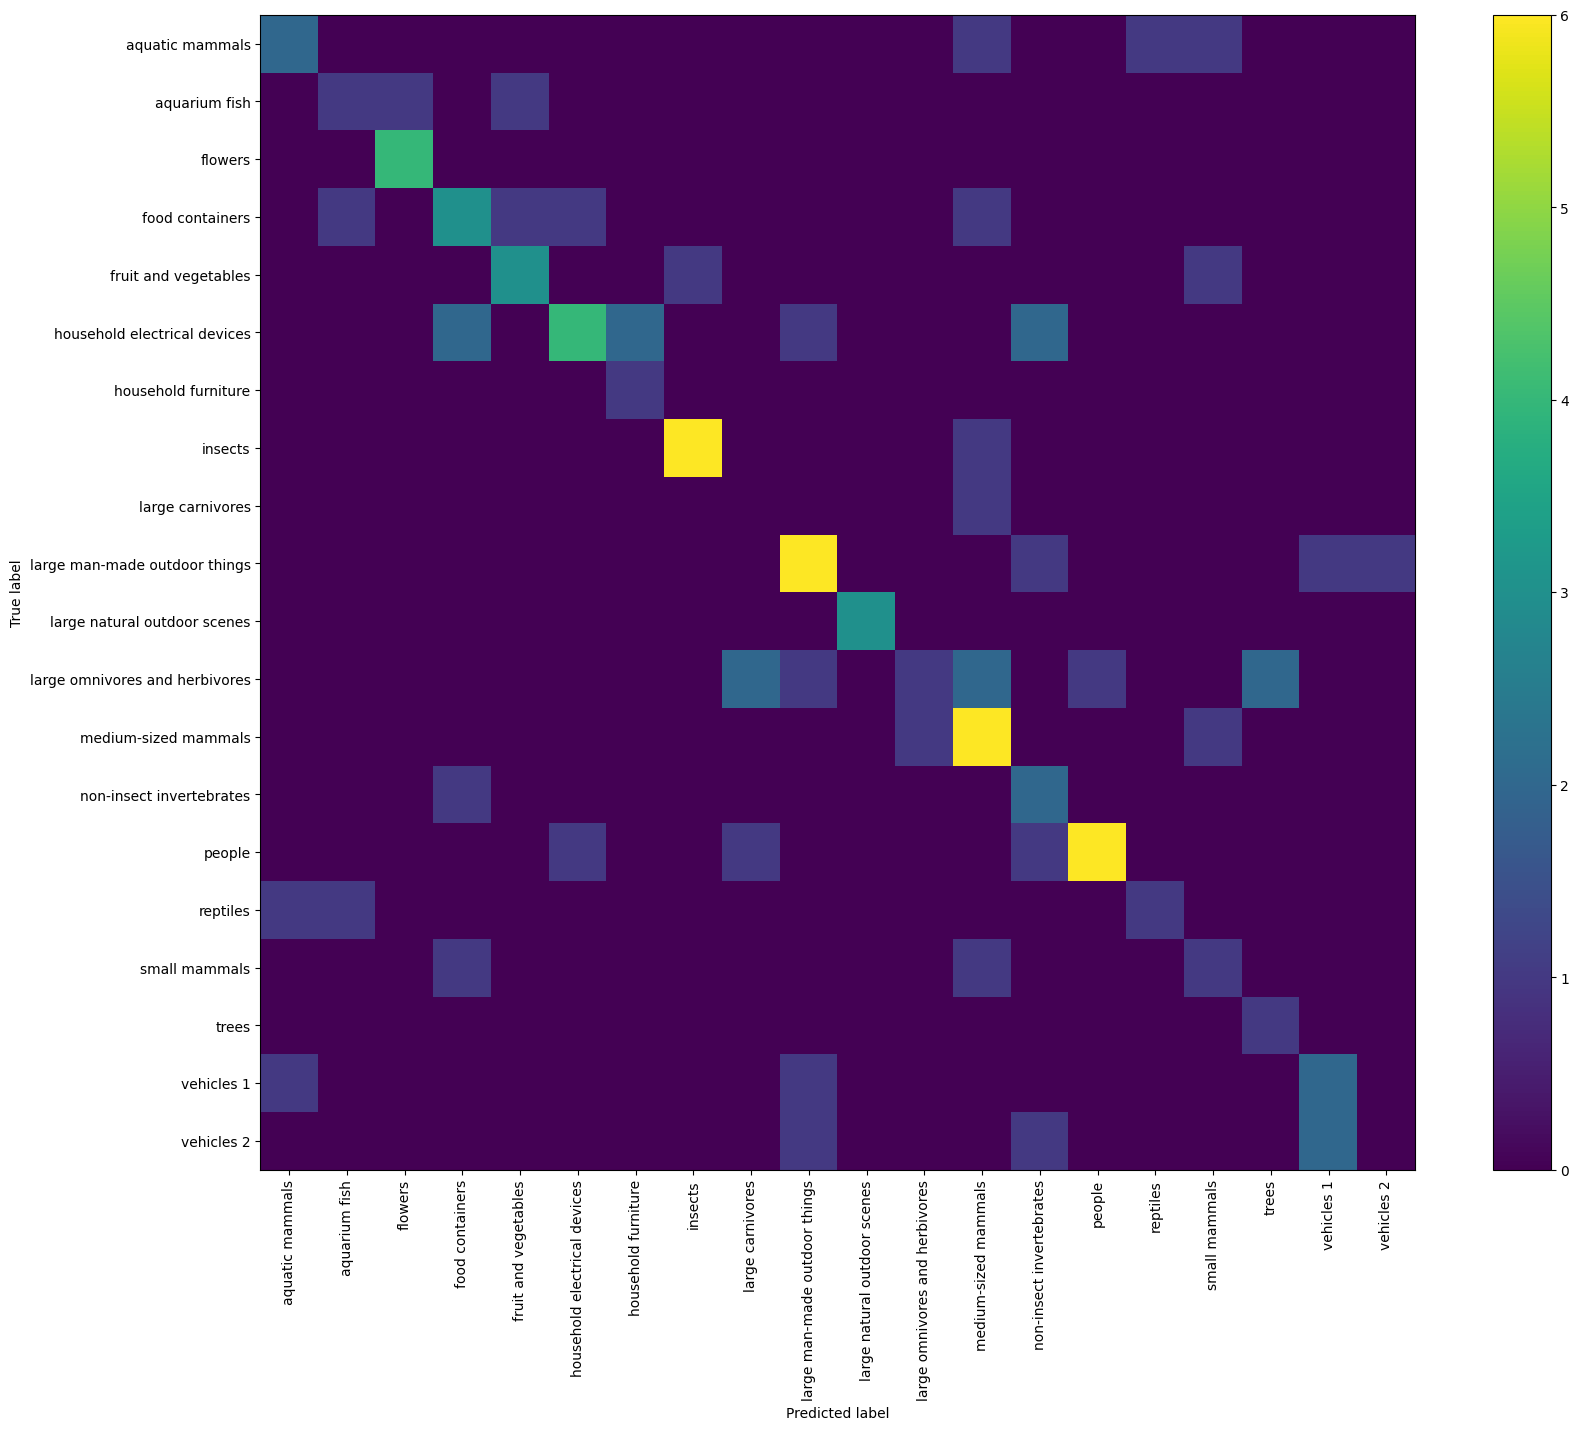 aquatic mammals
aquarium fish
flowers
food containers
fruit and vegetables
household electrical devices
household furniture
insects
large carnivores
large man-made outdoor things
large natural outdoor scenes
large omnivores and herbivores
medium-sized mammals
non-insect invertebrates
people
reptiles
small mammals
trees
vehicles 1
vehicles 2
True label
aquatic mammals
aquarium fish
flowers
food containers
fruit and vegetables
household electrical devices
household furniture
insects
large carnivores
large man-made outdoor things
large natural outdoor scenes
large omnivores and herbivores
medium-sized mammals
non-insect invertebrates
people
reptiles
small mammals
trees
vehicles 1
vehicles 2
Predicted label
6
5
4
3
2
1
0